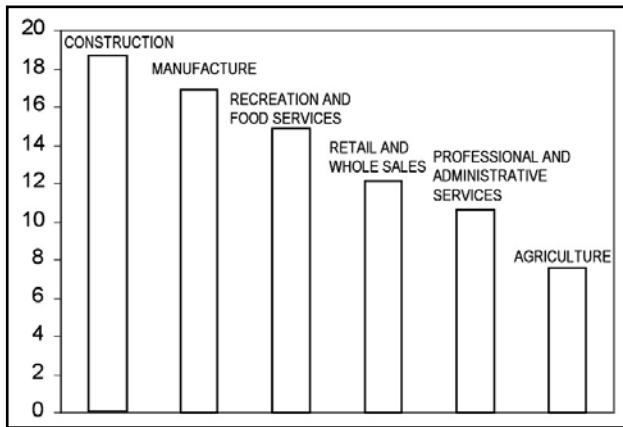 20
18
16
14
12
10
8
6
4
2
0
CONSTRUCTION
MANUFACTURE
RECREATION AND
FOOD SERVICES
RETAIL AND
WHOLE SALES
PROFESSIONAL AND
ADMINISTRATIVE
SERVICES
AGRICULTURE